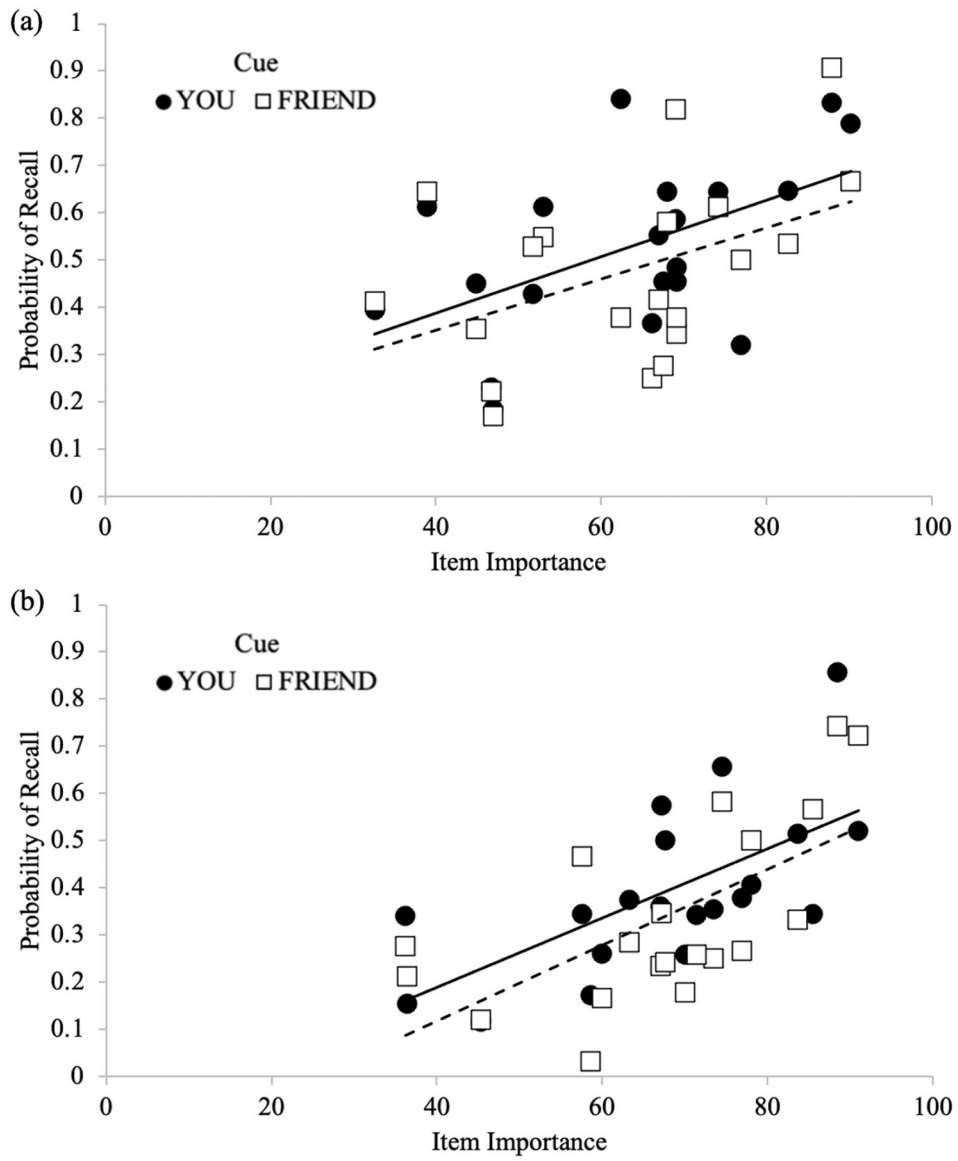 (a)
1
0.9
0.8
0.7
0.6
0.5
0.4
0.3
0.2
0.1
0
Probability of Recall
Cue
YOU FRIEND
0 20 40 60 80 100
Item Importance
(b)
1
0.9
0.8
0.7
0.6
0.5
0.4
0.3
0.2
0.1
0
Probability of Recall
Cue
YOU FRIEND
0 20 40 60 80 100
Item Importance